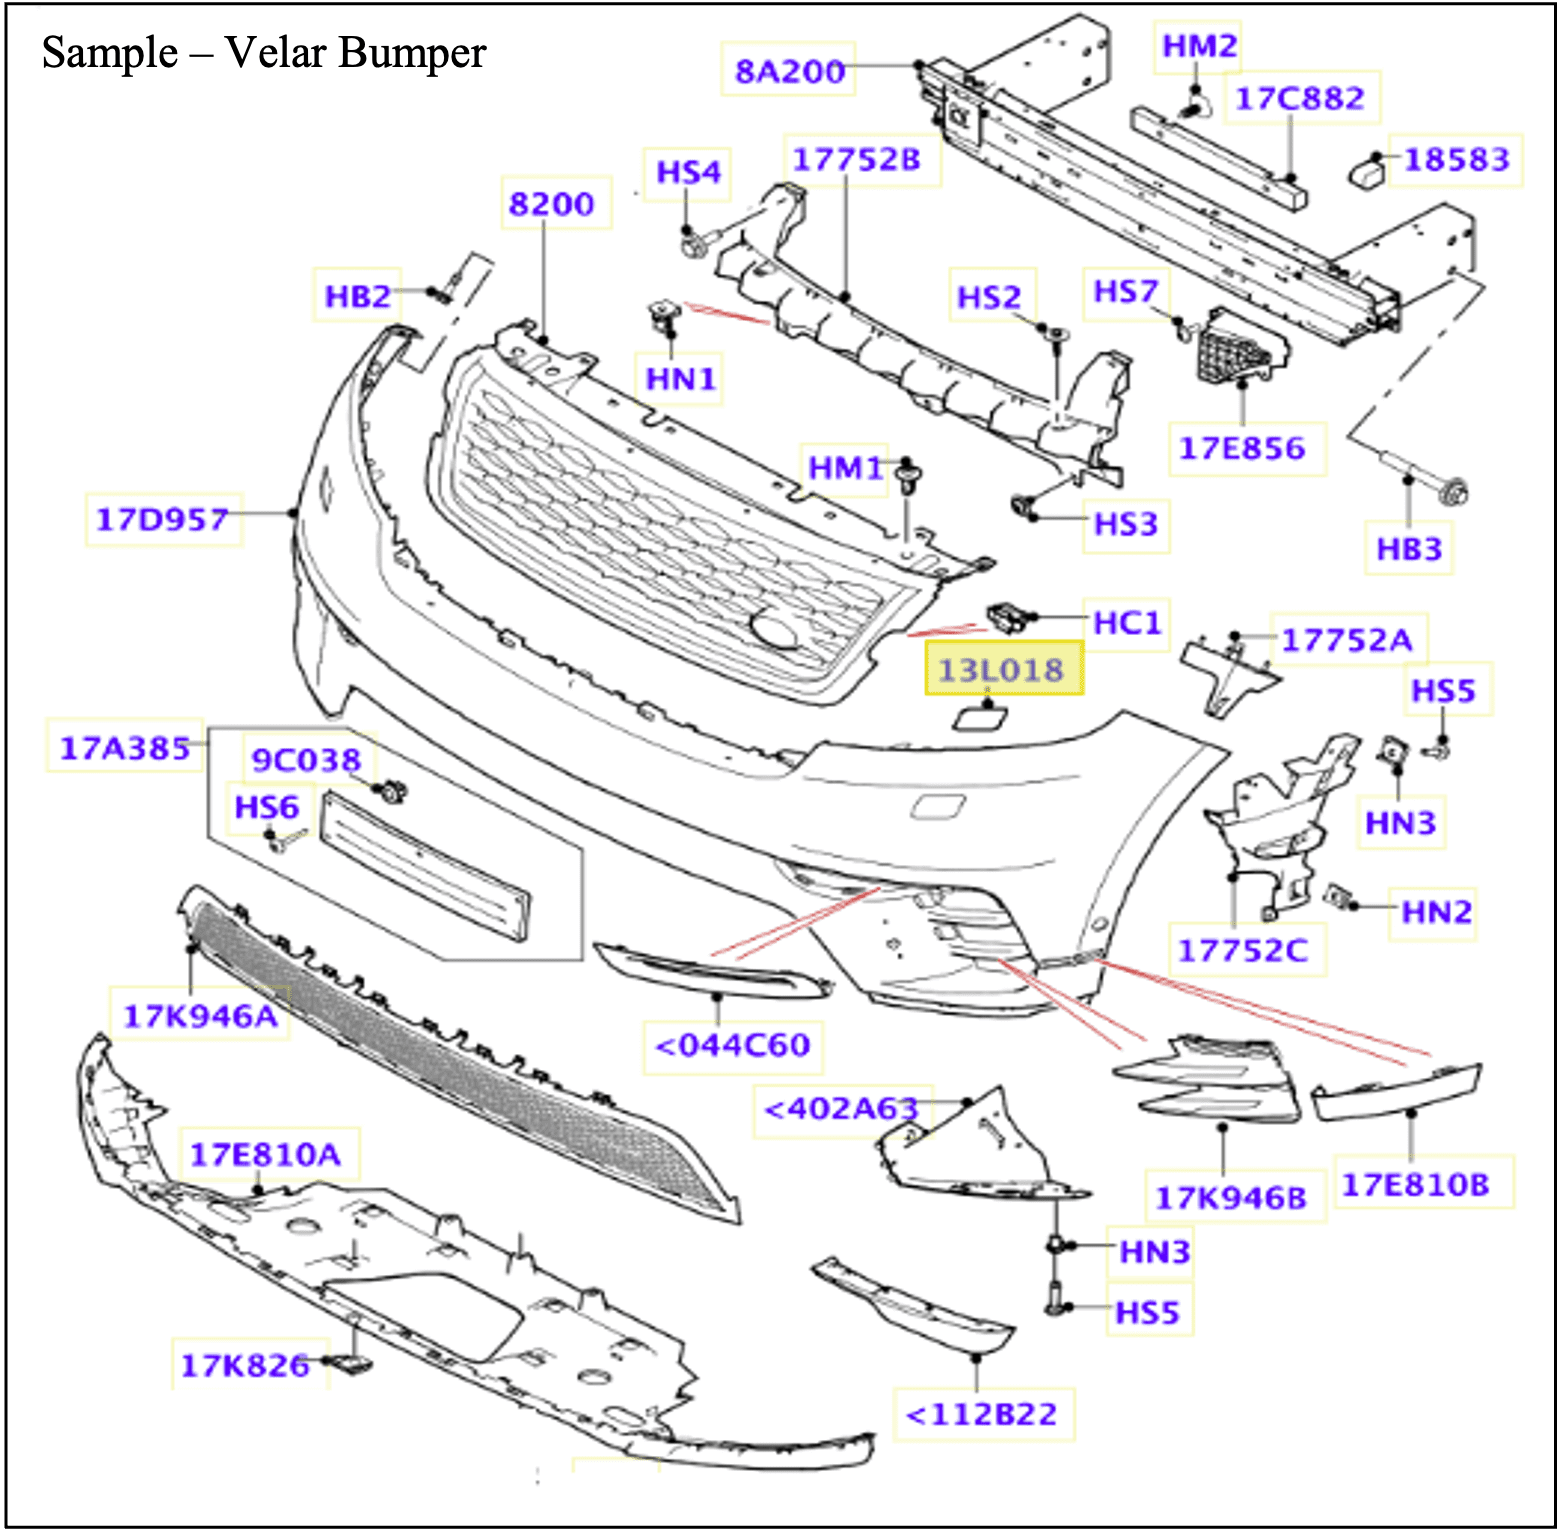 Sample – Velar Bumper
HM2
8A200
17C882
17752B
18583
HS4
8200
HB2
HS2
HS7
HN1
17E856
HM1
17D957
HS3
HB3
HC1
17752A
13L018
HS5
17A385
9C038
HS6
HN3
HN2
17752C
17K946A
<044C60
<402A63
17E810A
17K946B
17E810B
HN3
HS5
17K826
<112B22